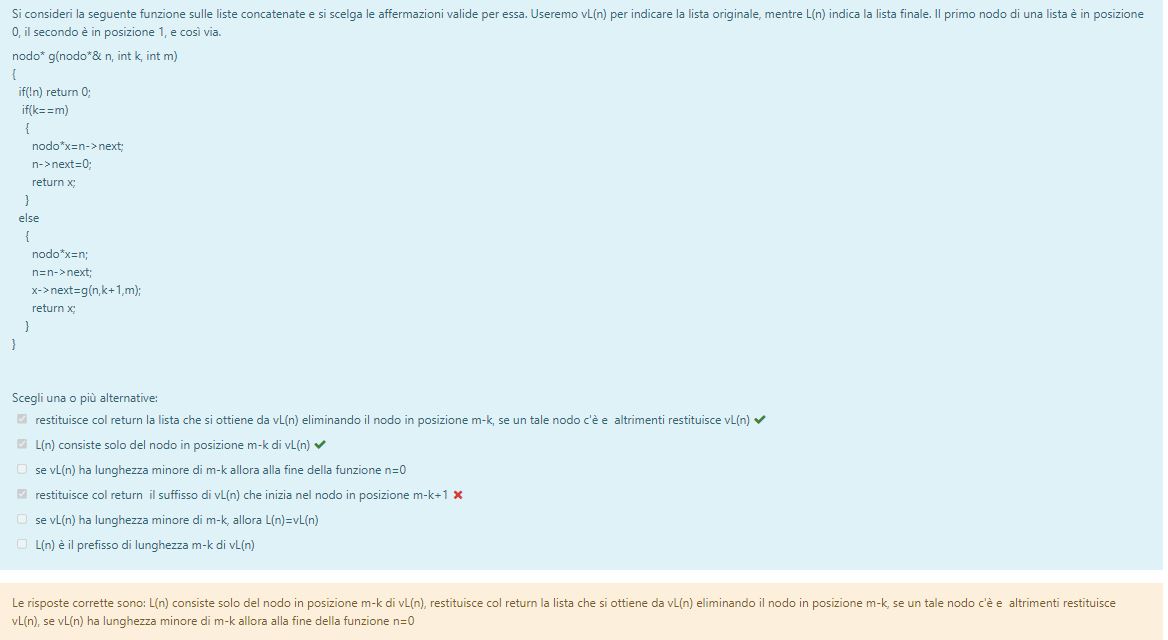 Si consideri la seguente funzione sulle liste concatenate e si scelga le affermazioni valide per essa. Useremo vL(n) per indicare la lista originale, mentre L(n) indica la lista finale. Il primo nodo di una lista è in posizione
0, il secondo è in posizione 1, e così via.
nodo* g(nodo*& n, int k, int m)
{
if(!n) return 0;
if(k==m)
{
nodo*x=n->next;
n->next=0;
return x;
}
else
{
nodo*x=n;
n=n->next;
x->next=g(n,k+1,m);
return x;
}
}
Scegli una o più alternative:
restituisce col return la lista che si ottiene da vL(n) eliminando il nodo in posizione m-k, se un tale nodo c'è e altrimenti restituisce vL(n)
L(n) consiste solo del nodo in posizione m-k di vL(n)
se vL(n) ha lunghezza minore di m-k allora alla fine della funzione n=0
restituisce col return il suffisso di vL(n) che inizia nel nodo in posizione m-k+1
se vL(n) ha lunghezza minore di m-k, allora L(n)=vL(n)
L(n) è il prefisso di lunghezza m-k di vL(n)
Le risposte corrette sono: L(n) consiste solo del nodo in posizione m-k di vL(n), restituisce col return la lista che si ottiene da vL(n) eliminando il nodo in posizione m-k, se un tale nodo c'è e altrimenti restituisce
vL(n), se vL(n) ha lunghezza minore di m-k allora alla fine della funzione n=0